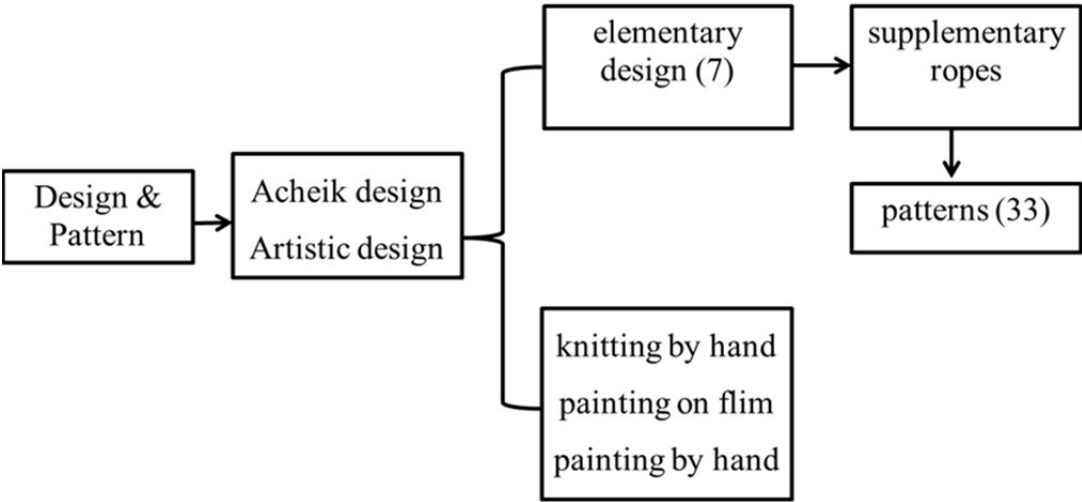 Design &
Pattern
Acheik design
Artistic design
elementary
design (7)
supplementary
ropes
patterns (33)
knitting by hand
painting on flim
painting by hand